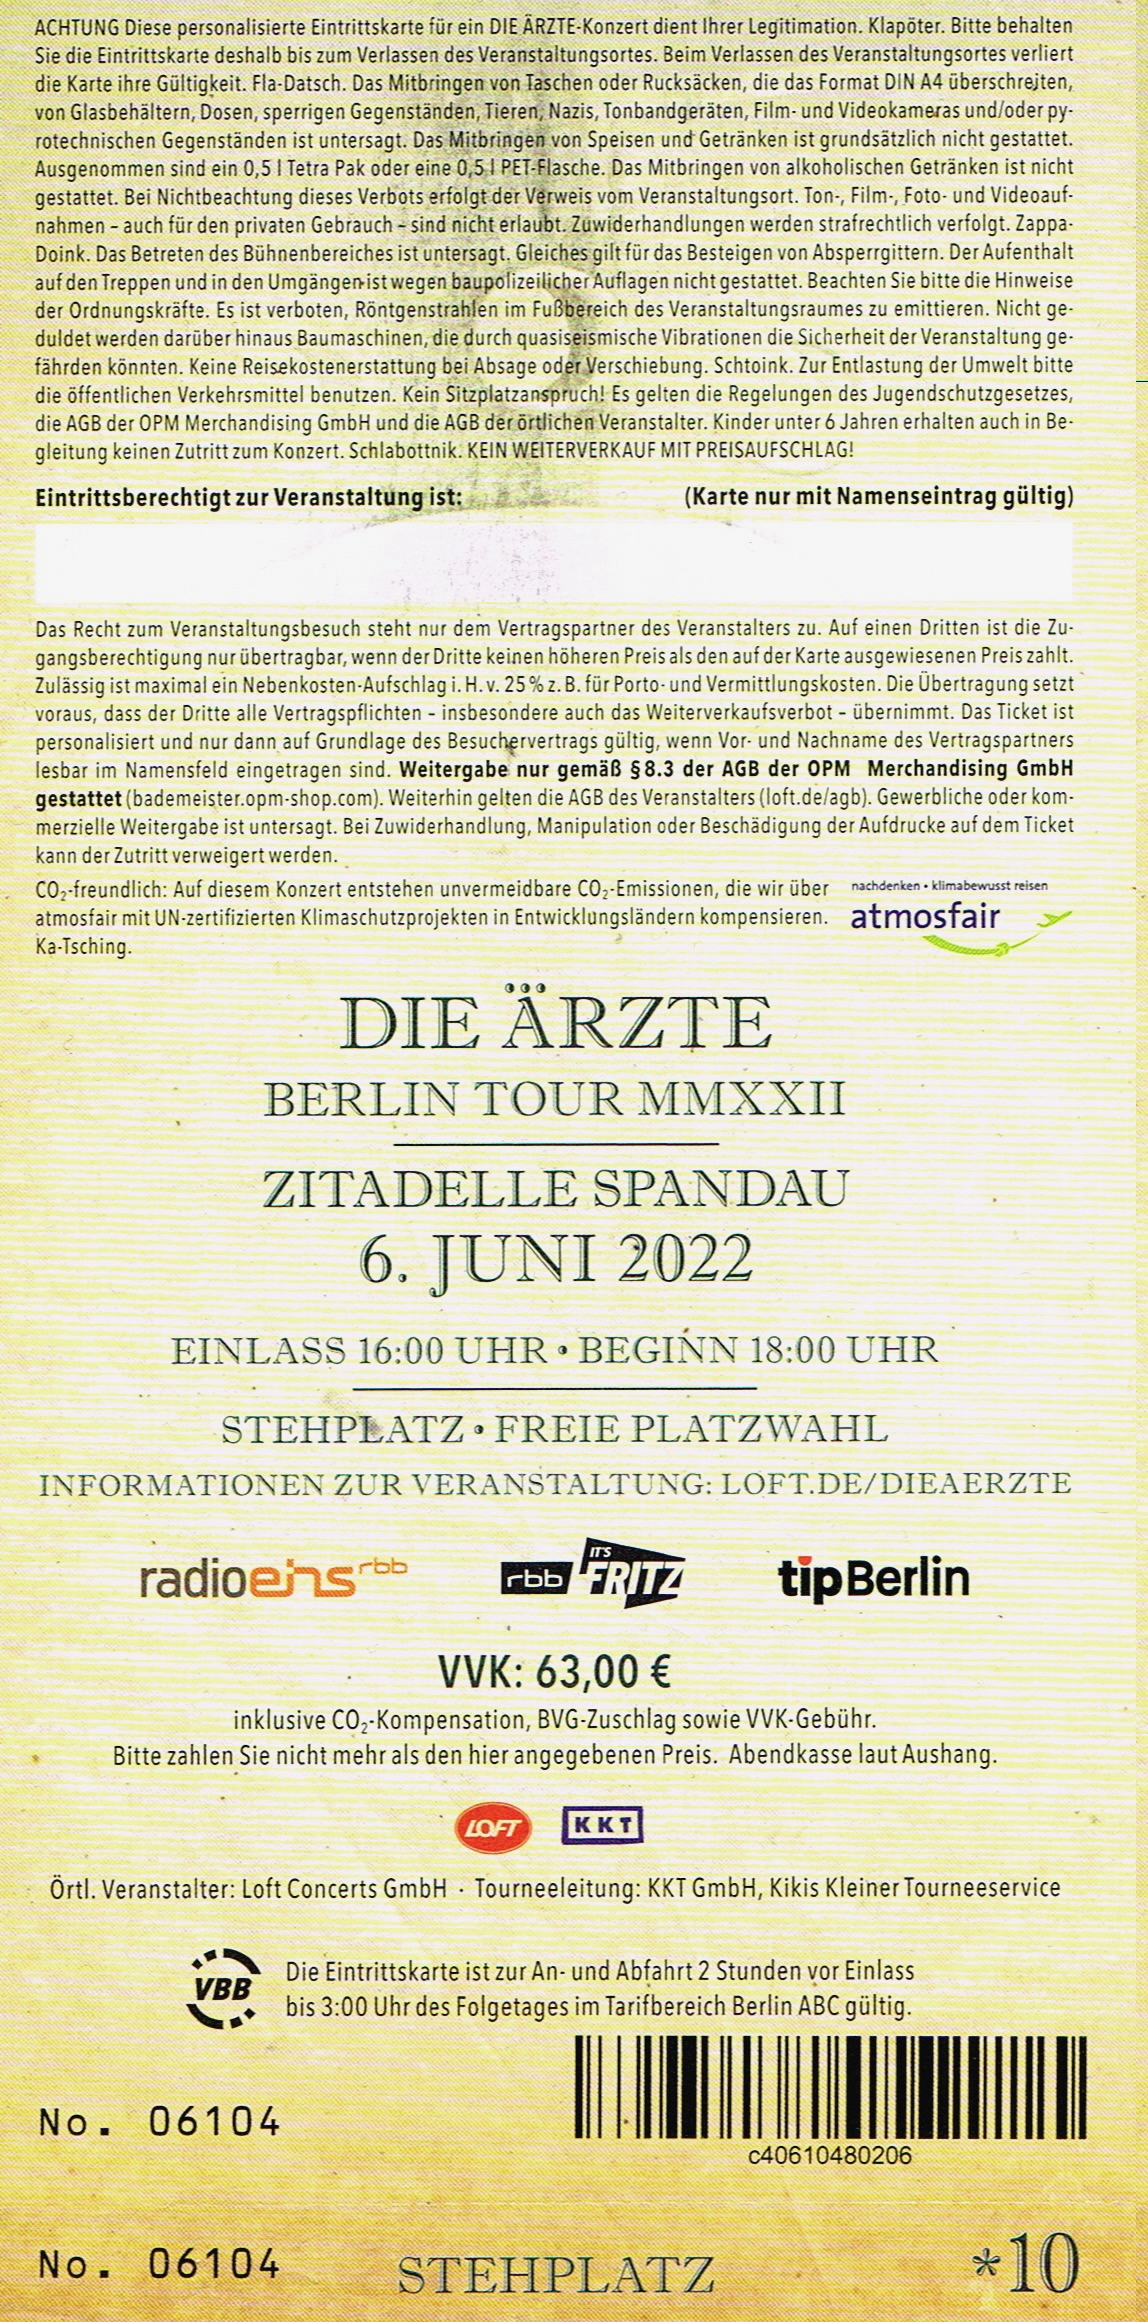 ACHTUNG Diese personalisierte Eintrittskarte für ein DIE ÄRZTE-Konzert dient Ihrer Legitimation. Klapöter. Bitte behalten
Sie die Eintrittskarte deshalb bis zum Verlassen des Veranstaltungsortes. Beim Verlassen des Veranstaltungsortes verliert
die Karte ihre Gültigkeit. Fla-Datsch. Das Mitbringen von Taschen oder Rucksäcken, die das Format DIN A4 überschreiten,
von Glasbehältern, Dosen, sperrigen Gegenständen, Tieren, Nazis, Tonbandgeräten, Film- und Videokameras und/oder py-
rotechnischen Gegenständen ist untersagt. Das Mitbringen von Speisen und Getränken ist grundsätzlich nicht gestattet.
Ausgenommen sind ein 0,5 l Tetra Pak oder eine 0,5 l PET-Flasche. Das Mitbringen von alkoholischen Getränken ist nicht
gestattet. Bei Nichtbeachtung dieses Verbots erfolgt der Verweis vom Veranstaltungsort. Ton-, Film-, Foto- und Videoauf-
nahmen – auch für den privaten Gebrauch – sind nicht erlaubt. Zuwiderhandlungen werden strafrechtlich verfolgt. Zappa-
Doink. Das Betreten des Bühnenbereiches ist untersagt. Gleiches gilt für das Besteigen von Absperrgittern. Der Aufenthalt
auf den Treppen und in den Umgängen ist wegen baupolizeilicher Auflagen nicht gestattet. Beachten Sie bitte die Hinweise
der Ordnungskräfte. Es ist verboten, Röntgenstrahlen im Fußbereich des Veranstaltungsraumes zu emittieren. Nicht ge-
duldet werden darüber hinaus Baumaschinen, die durch quasiseismische Vibrationen die Sicherheit der Veranstaltung ge-
fährden könnten. Keine Reisekostenerstattung bei Absage oder Verschiebung. Schtoink. Zur Entlastung der Umwelt bitte
die öffentlichen Verkehrsmittel benutzen. Kein Sitzplatzanspruch! Es gelten die Regelungen des Jugendschutzgesetzes,
die AGB der OPM Merchandising GmbH und die AGB der örtlichen Veranstalter. Kinder unter 6 Jahren erhalten auch in Be-
gleitung keinen Zutritt zum Konzert. Schlabottnik. KEIN WEITERVERKAUF MIT PREISAUFSCHLAG!
Eintrittsberechtigt zur Veranstaltung ist: (Karte nur mit Namenseintrag gültig)
Das Recht zum Veranstaltungsbesuch steht nur dem Vertragspartner des Veranstalters zu. Auf einen Dritten ist die Zu-
gangsberechtigung nur übertragbar, wenn der Dritte keinen höheren Preis als den auf der Karte ausgewiesenen Preis zahlt.
Zulässig ist maximal ein Nebenkosten-Aufschlag i. H. v. 25 % z. B. für Porto- und Vermittlungskosten. Die Übertragung setzt
voraus, dass der Dritte alle Vertragspflichten – insbesondere auch das Weiterverkaufsverbot – übernimmt. Das Ticket ist
personalisiert und nur dann auf Grundlage des Besuchervertrags gültig, wenn Vor- und Nachname des Vertragspartners
lesbar im Namensfeld eingetragen sind. Weitergabe nur gemäß § 8.3 der AGB der OPM Merchandising GmbH
gestattet (bademeister.opm-shop.com). Weiterhin gelten die AGB des Veranstalters (loft.de/agb). Gewerbliche oder kom-
merzielle Weitergabe ist untersagt. Bei Zuwiderhandlung, Manipulation oder Beschädigung der Aufdrucke auf dem Ticket
kann der Zutritt verweigert werden.
CO₂-freundlich: Auf diesem Konzert entstehen unvermeidbare CO₂-Emissionen, die wir über
atmosfair mit UN-zertifizierten Klimaschutzprojekten in Entwicklungsländern kompensieren.
Ka-Tsching.
nachdenken • klimabewusst reisen
atmosfair
DIE ÄRZTE
BERLIN TOUR MMXXII
ZITADELLE SPANDAU
6. JUNI 2022
EINLASS 16:00 UHR • BEGINN 18:00 UHR
STEHPLATZ • FREIE PLATZWAHL
INFORMATIONEN ZUR VERANSTALTUNG: LOFT.DE/DIEAERZTE
radioeins rbb
rbb IT'S FRITZ
tipBerlin
VVK: 63,00 €
inklusive CO₂-Kompensation, BVG-Zuschlag sowie VVK-Gebühr.
Bitte zahlen Sie nicht mehr als den hier angegebenen Preis. Abendkasse laut Aushang.
LOFT KKT
Örtl. Veranstalter: Loft Concerts GmbH · Tourneeleitung: KKT GmbH, Kikis Kleiner Tourneeservice
VBB
Die Eintrittskarte ist zur An- und Abfahrt 2 Stunden vor Einlass
bis 3:00 Uhr des Folgetages im Tarifbereich Berlin ABC gültig.
No. 06104
c40610480206
No. 06104 STEHPLATZ *10